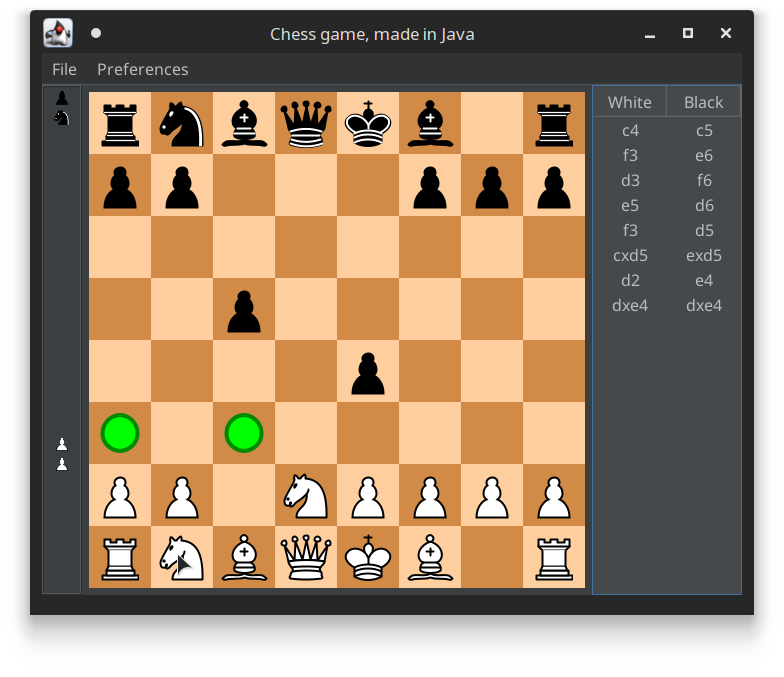 Chess game, made in Java
File Preferences
White Black
c4 c5
f3 e6
d3 f6
e5 d6
f3 d5
cxd5 exd5
d2 e4
dxe4 dxe4